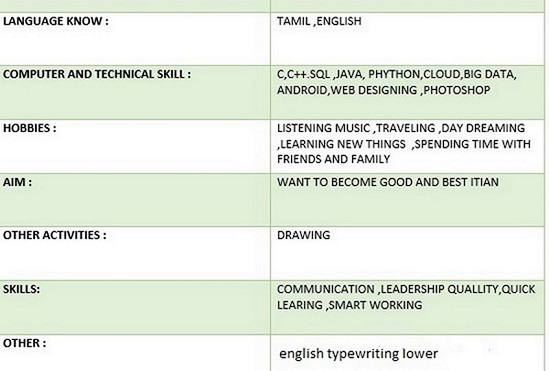 LANGUAGE KNOW : TAMIL ,ENGLISH
COMPUTER AND TECHNICAL SKILL : C,C++.SQL ,JAVA, PHYTHON,CLOUD,BIG DATA,
ANDROID,WEB DESIGNING ,PHOTOSHOP
HOBBIES : LISTENING MUSIC ,TRAVELING ,DAY DREAMING
,LEARNING NEW THINGS ,SPENDING TIME WITH
FRIENDS AND FAMILY
AIM : WANT TO BECOME GOOD AND BEST ITIAN
OTHER ACTIVITIES : DRAWING
SKILLS: COMMUNICATION ,LEADERSHIP QUALLITY,QUICK
LEARING ,SMART WORKING
OTHER : english typewriting lower